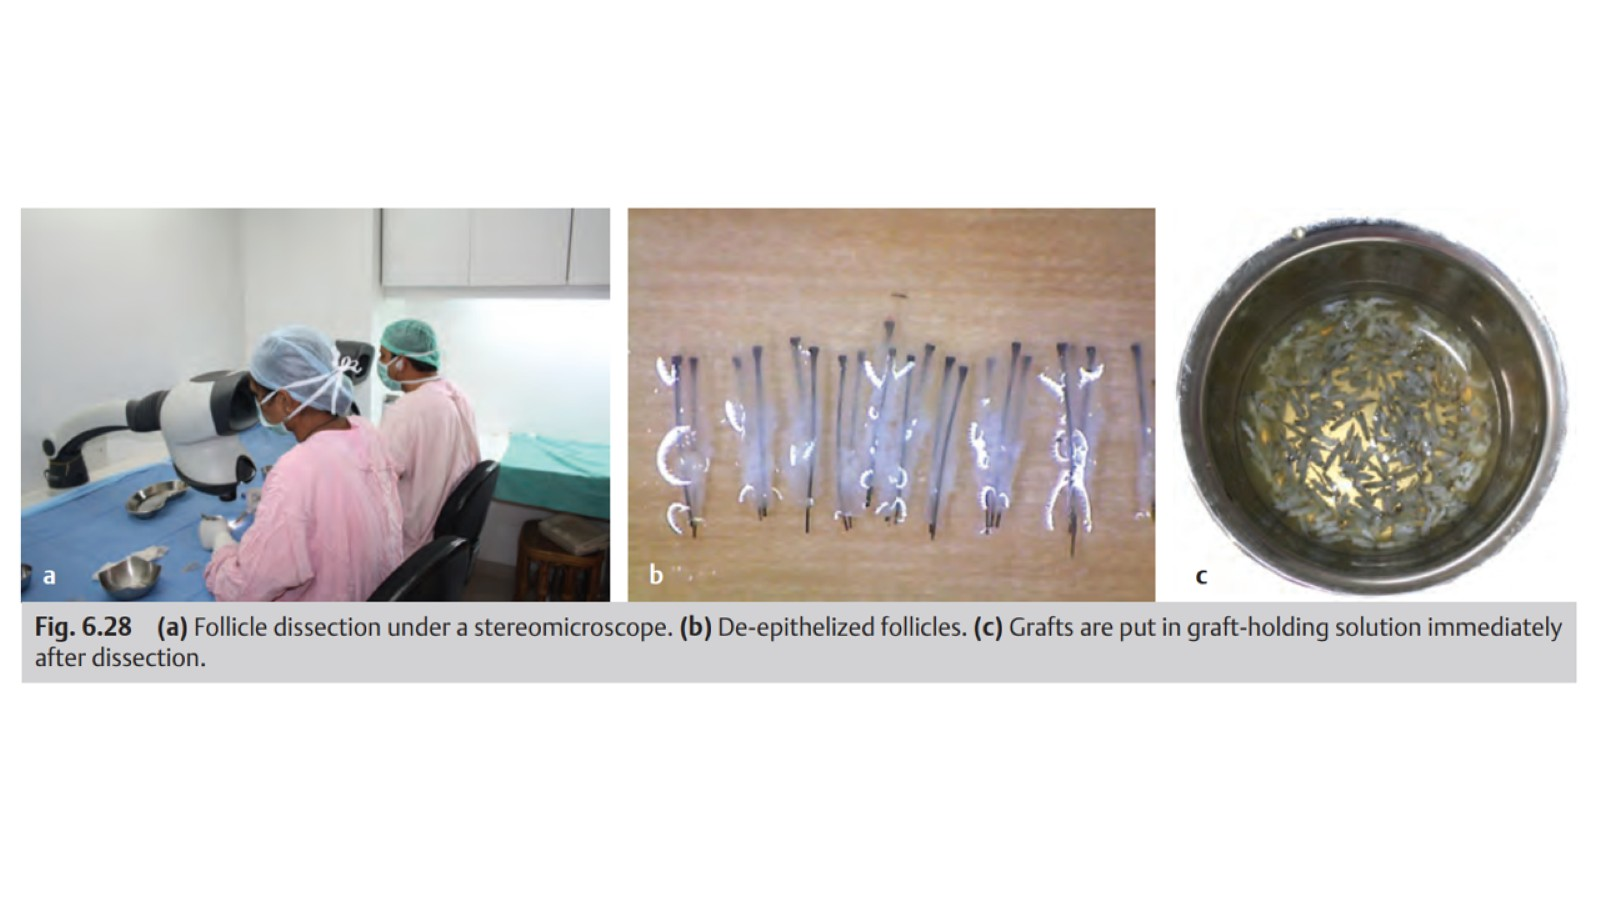 a
b
c
Fig. 6.28 (a) Follicle dissection under a stereomicroscope. (b) De-epithelized follicles. (c) Grafts are put in graft-holding solution immediately
after dissection.